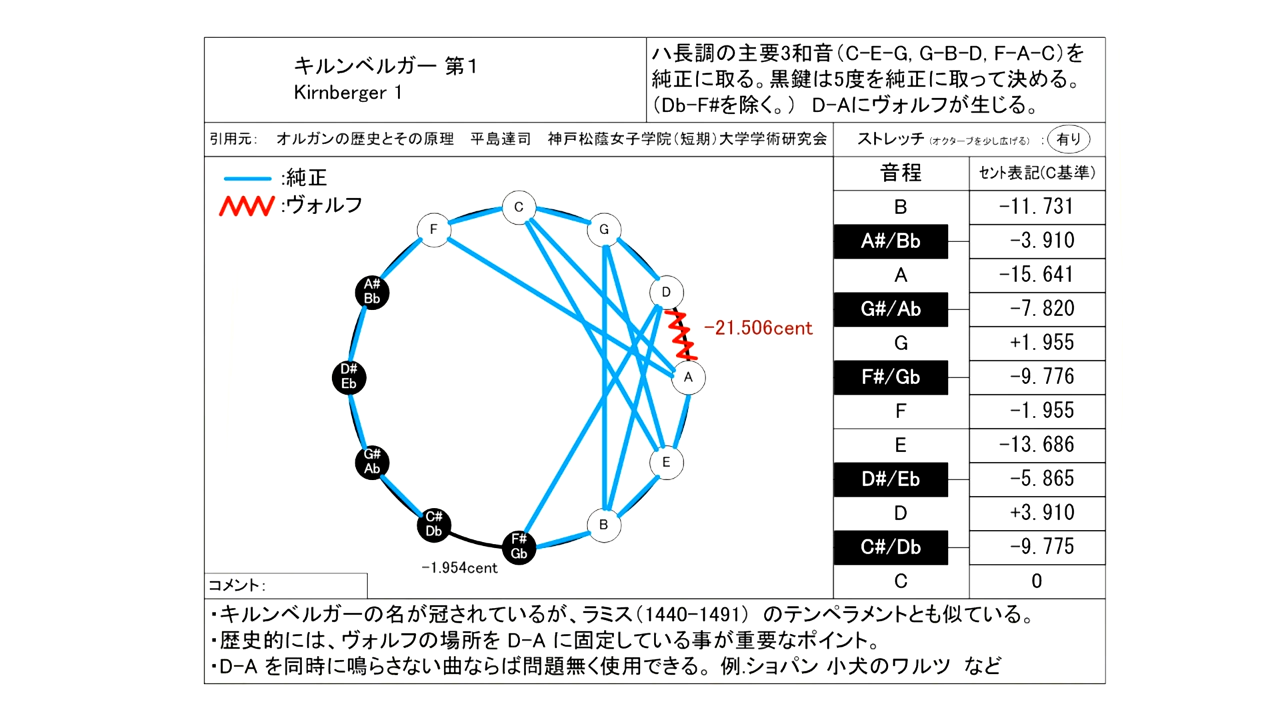 キルンベルガー 第1
Kirnberger 1
ハ長調の主要3和音(C-E-G, G-B-D, F-A-C)を
純正に取る。黒鍵は5度を純正に取って決める。
(Db-F#を除く。) D-Aにヴォルフが生じる。
引用元: オルガンの歴史とその原理 平島達司 神戸松蔭女子学院(短期)大学学術研究会
ストレッチ (オクターブを少し広げる) : 有り
:純正
:ヴォルフ
C
G
D
A
E
B
F#
Gb
C#
Db
G#
Ab
D#
Eb
A#
Bb
F
-21.506cent
-1.954cent
音程 セント表記(C基準)
B -11.731
A#/Bb -3.910
A -15.641
G#/Ab -7.820
G +1.955
F#/Gb -9.776
F -1.955
E -13.686
D#/Eb -5.865
D +3.910
C#/Db -9.775
C 0
コメント:
・キルンベルガーの名が冠されているが、ラミス(1440-1491) のテンペラメントとも似ている。
・歴史的には、ヴォルフの場所を D-A に固定している事が重要なポイント。
・D-A を同時に鳴らさない曲ならば問題無く使用できる。 例.ショパン 小犬のワルツ など